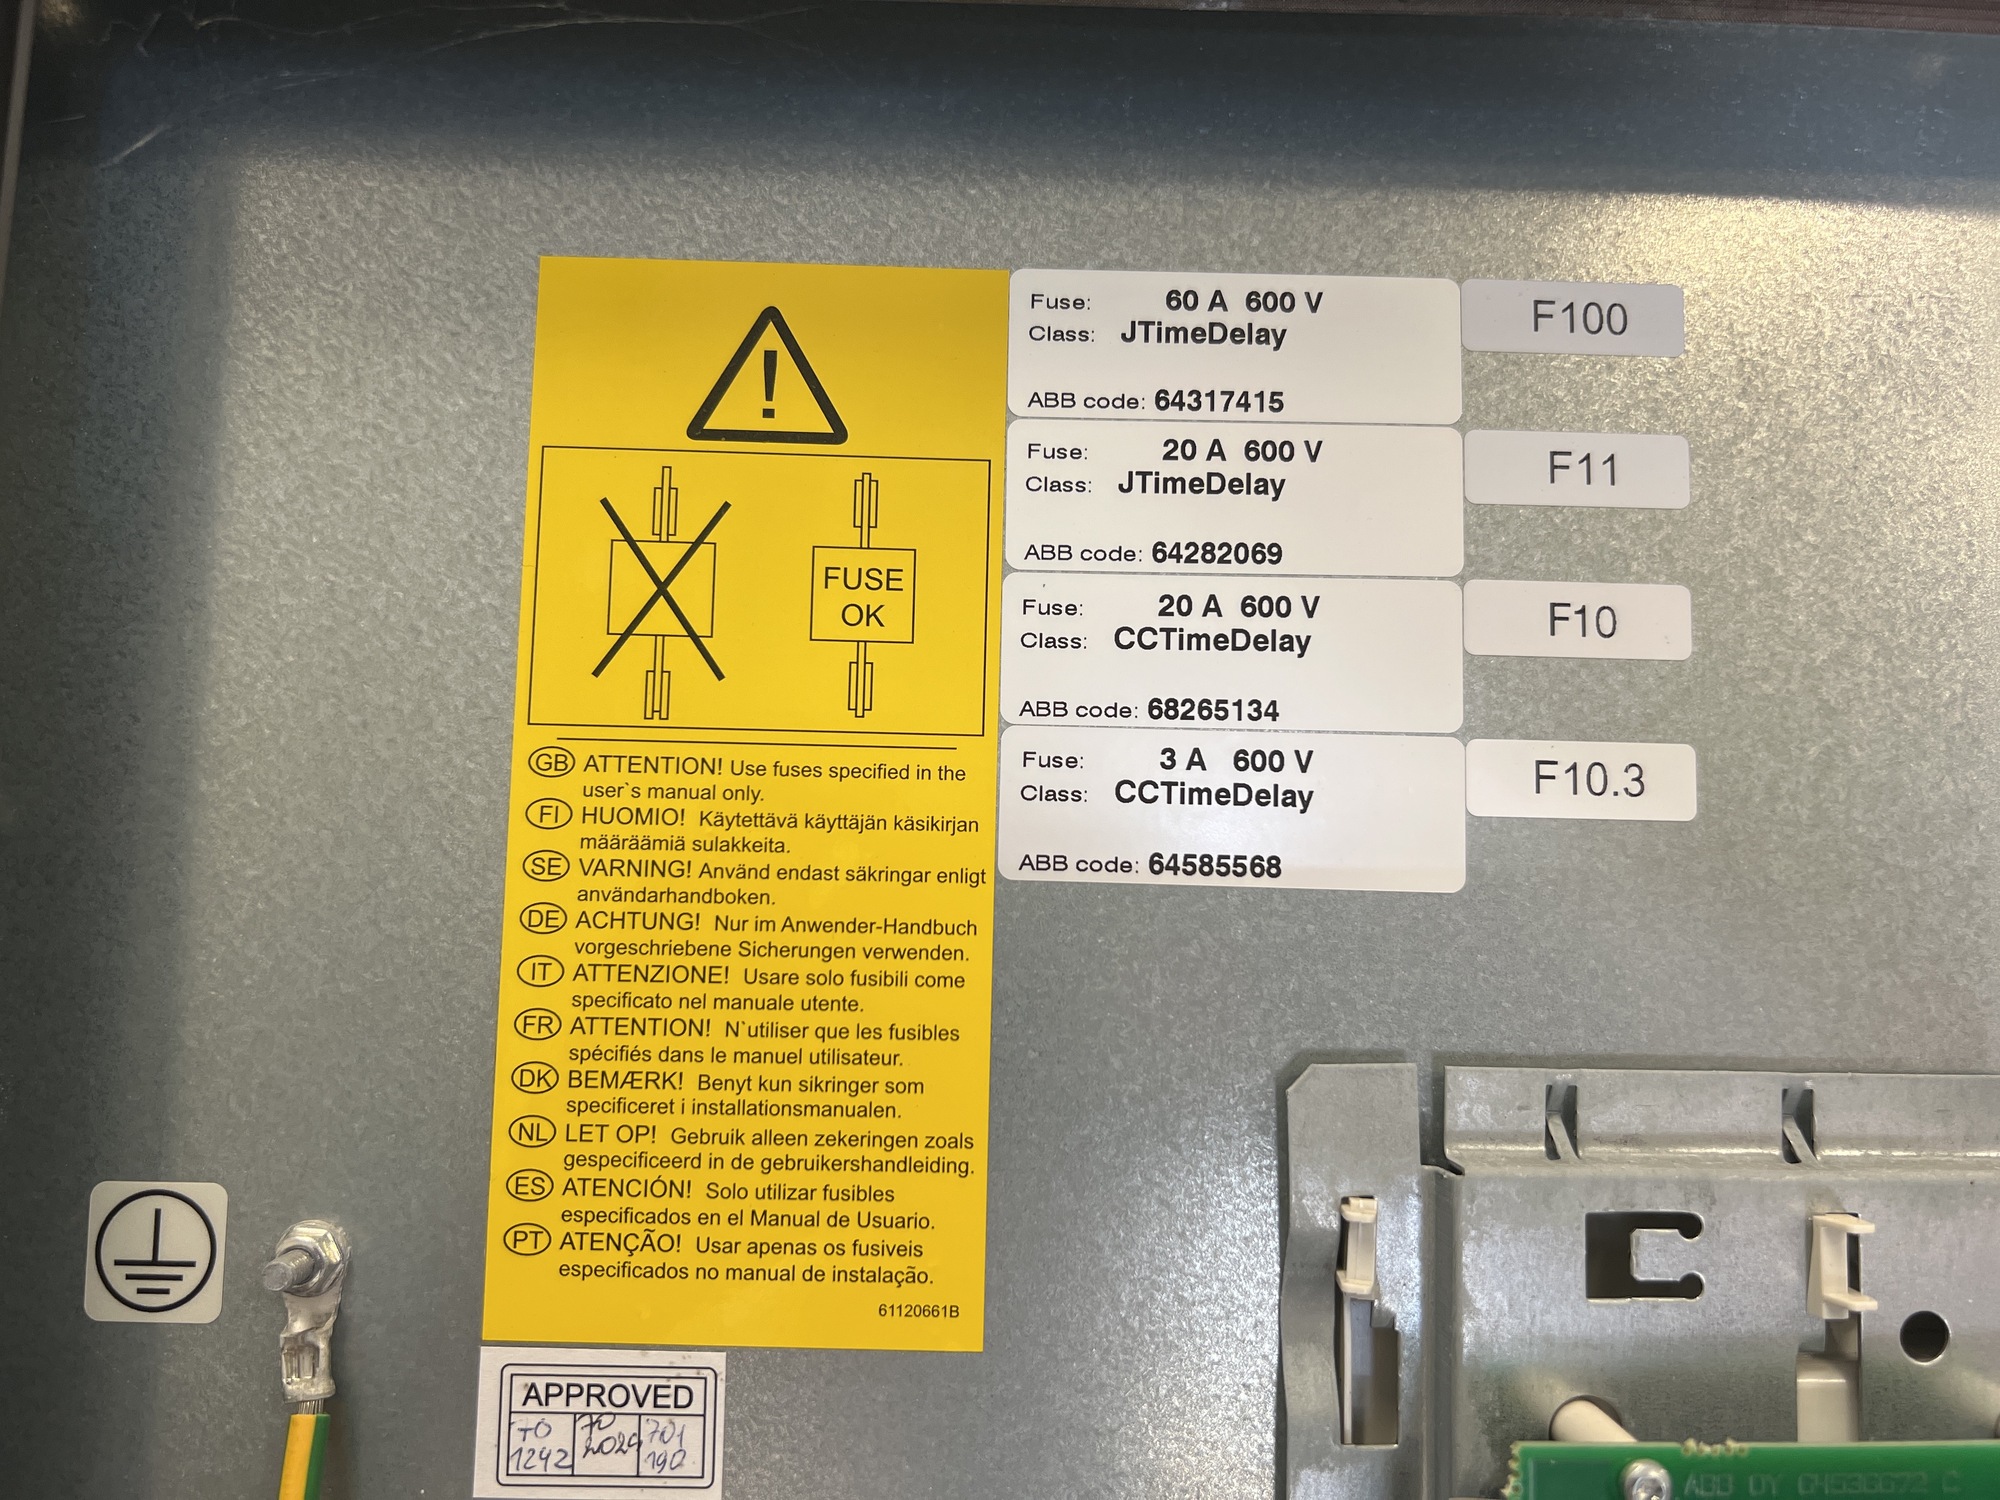 FUSE
OK
GB ATTENTION! Use fuses specified in the
user`s manual only.
FI HUOMIO! Käytettävä käyttäjän käsikirjan
määräämiä sulakkeita.
SE VARNING! Använd endast säkringar enligt
användarhandboken.
DE ACHTUNG! Nur im Anwender-Handbuch
vorgeschriebene Sicherungen verwenden.
IT ATTENZIONE! Usare solo fusibili come
specificato nel manuale utente.
FR ATTENTION! N`utiliser que les fusibles
spécifiés dans le manuel utilisateur.
DK BEMÆRK! Benyt kun sikringer som
specificeret i installationsmanualen.
NL LET OP! Gebruik alleen zekeringen zoals
gespecificeerd in de gebruikershandleiding.
ES ATENCIÓN! Solo utilizar fusibles
especificados en el Manual de Usuario.
PT ATENÇÃO! Usar apenas os fusiveis
especificados no manual de instalação.
61120661B
Fuse: 60 A 600 V
Class: JTimeDelay
ABB code: 64317415
F100
Fuse: 20 A 600 V
Class: JTimeDelay
ABB code: 64282069
F11
Fuse: 20 A 600 V
Class: CCTimeDelay
ABB code: 68265134
F10
Fuse: 3 A 600 V
Class: CCTimeDelay
ABB code: 64585568
F10.3
APPROVED
TO 701
1242 190
ABB OY 64536672 C